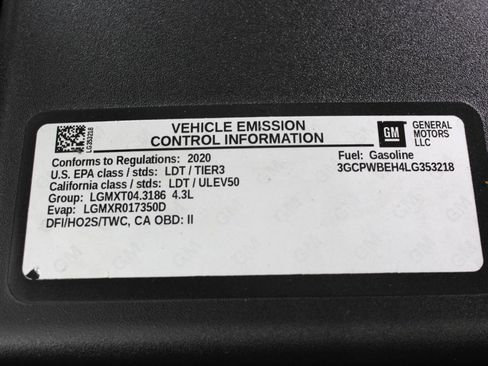 LG353218
VEHICLE EMISSION
CONTROL INFORMATION
GM
GENERAL
MOTORS
LLC
Conforms to Regulations: 2020
U.S. EPA class / stds: LDT / TIER3
California class / stds: LDT / ULEV50
Group: LGMXT04.3186 4.3L
Evap: LGMXR017350D
DFI/HO2S/TWC, CA OBD: II
Fuel: Gasoline
3GCPWBEH4LG353218